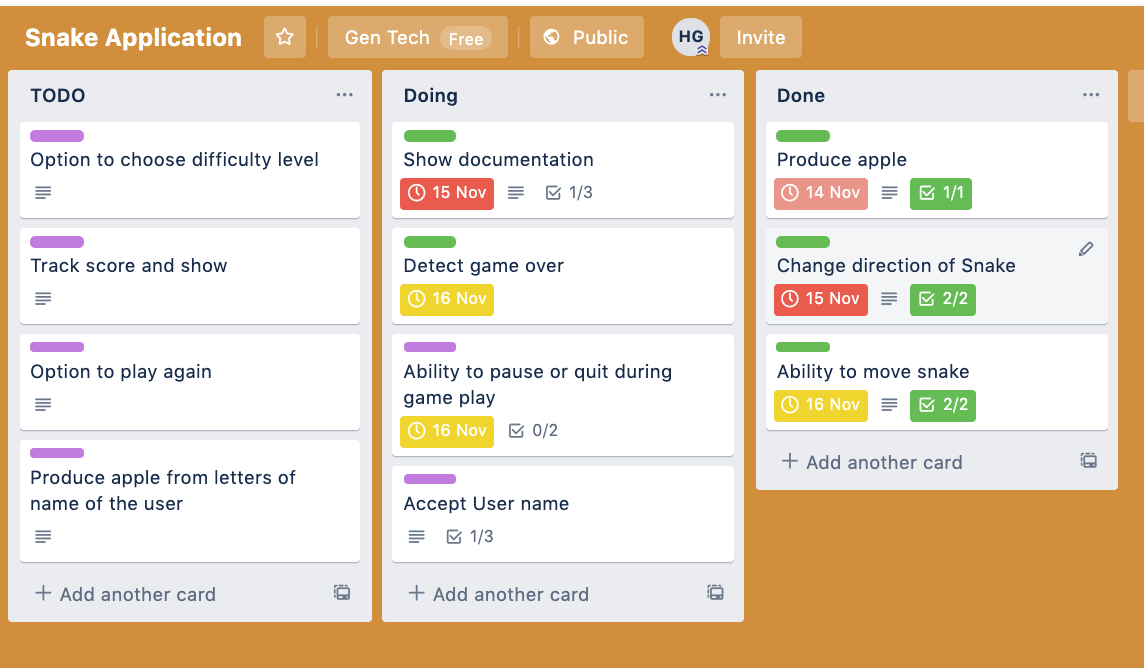 Snake Application
Gen Tech Free
Public
HG
Invite
TODO
Option to choose difficulty level
Track score and show
Option to play again
Produce apple from letters of
name of the user
Add another card
Doing
Show documentation
15 Nov 1/3
Detect game over
16 Nov
Ability to pause or quit during
game play
16 Nov 0/2
Accept User name
1/3
Add another card
Done
Produce apple
14 Nov 1/1
Change direction of Snake
15 Nov 2/2
Ability to move snake
16 Nov 2/2
Add another card